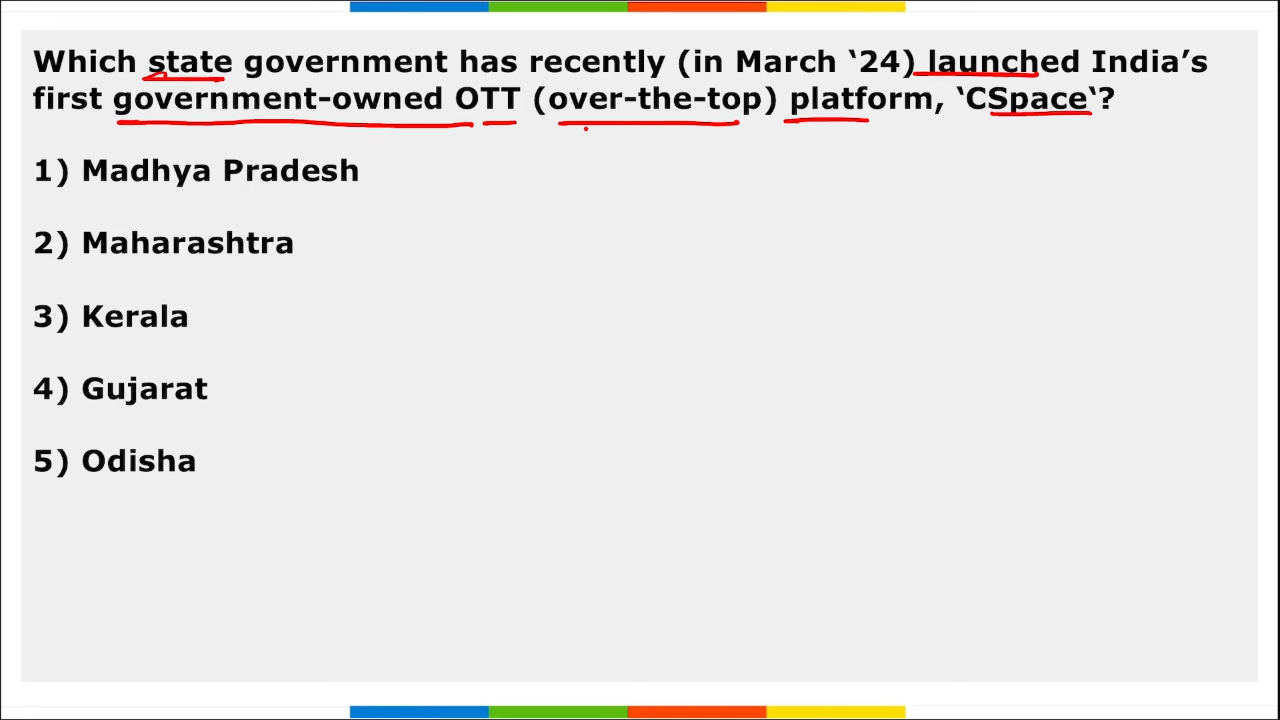 Which state government has recently (in March ‘24) launched India’s
first government-owned OTT (over-the-top) platform, ‘CSpace‘?
1) Madhya Pradesh
2) Maharashtra
3) Kerala
4) Gujarat
5) Odisha